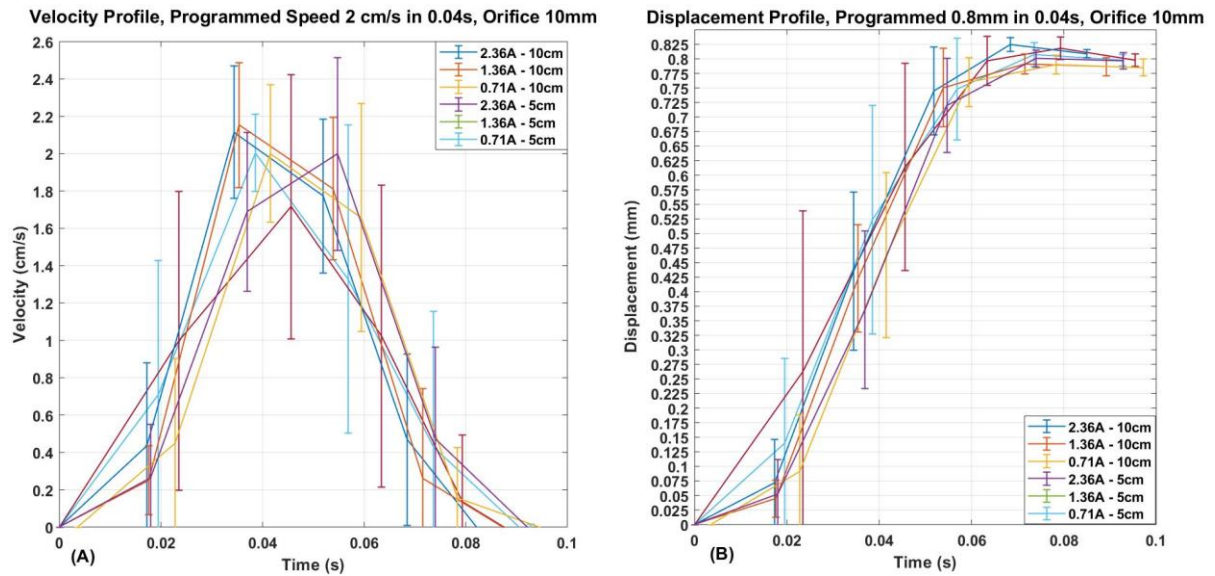 Velocity Profile, Programmed Speed 2 cm/s in 0.04s, Orifice 10mm
2.6
2.4
2.2
2
1.8
1.6
1.4
1.2
1
0.8
0.6
0.4
0.2
0
Velocity (cm/s)
2.36A - 10cm
1.36A - 10cm
0.71A - 10cm
2.36A - 5cm
1.36A - 5cm
0.71A - 5cm
0 0.02 0.04 0.06 0.08 0.1
(A)
Time (s)
Displacement Profile, Programmed 0.8mm in 0.04s, Orifice 10mm
0.825
0.8
0.775
0.75
0.725
0.7
0.675
0.65
0.625
0.6
0.575
0.55
0.525
0.5
0.475
0.45
0.425
0.4
0.375
0.35
0.325
0.3
0.275
0.25
0.225
0.2
0.175
0.15
0.125
0.1
0.075
0.05
0.025
0
Displacement (mm)
2.36A - 10cm
1.36A - 10cm
0.71A - 10cm
2.36A - 5cm
1.36A - 5cm
0.71A - 5cm
0 0.02 0.04 0.06 0.08 0.1
(B)
Time (s)